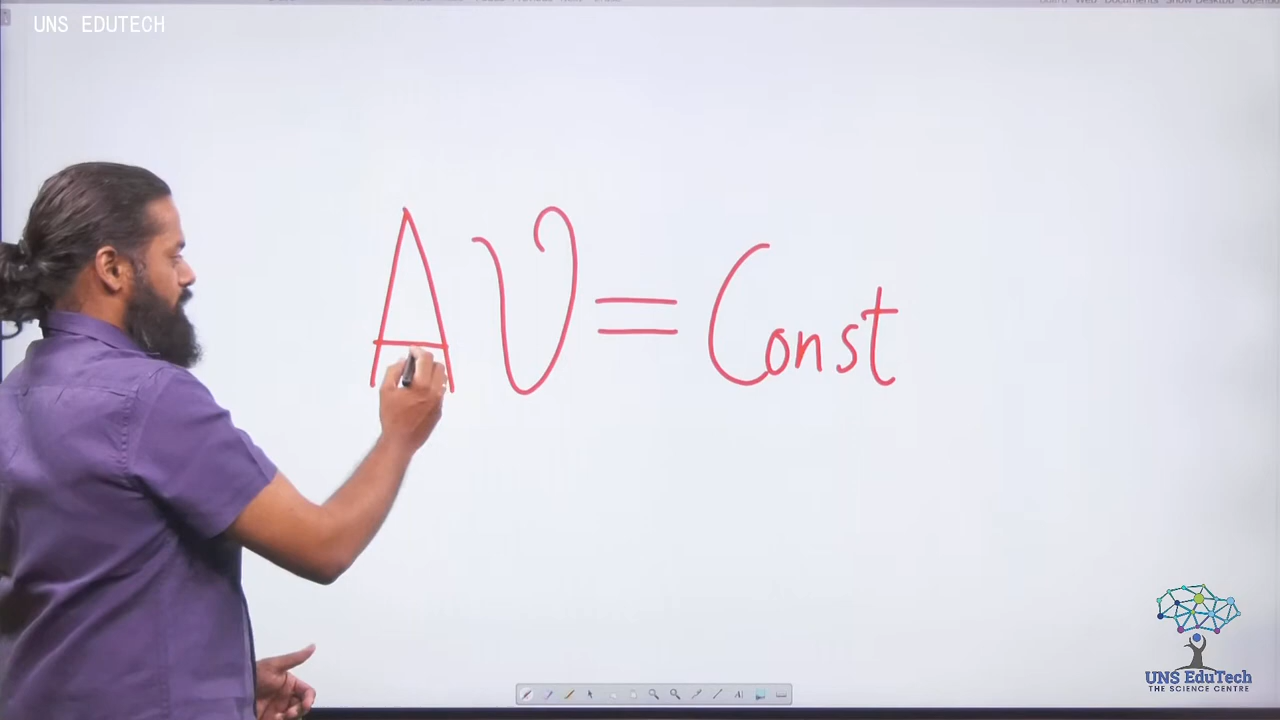 UNS EDUTECH
AV = Const
UNS EduTech
THE SCIENCE CENTRE